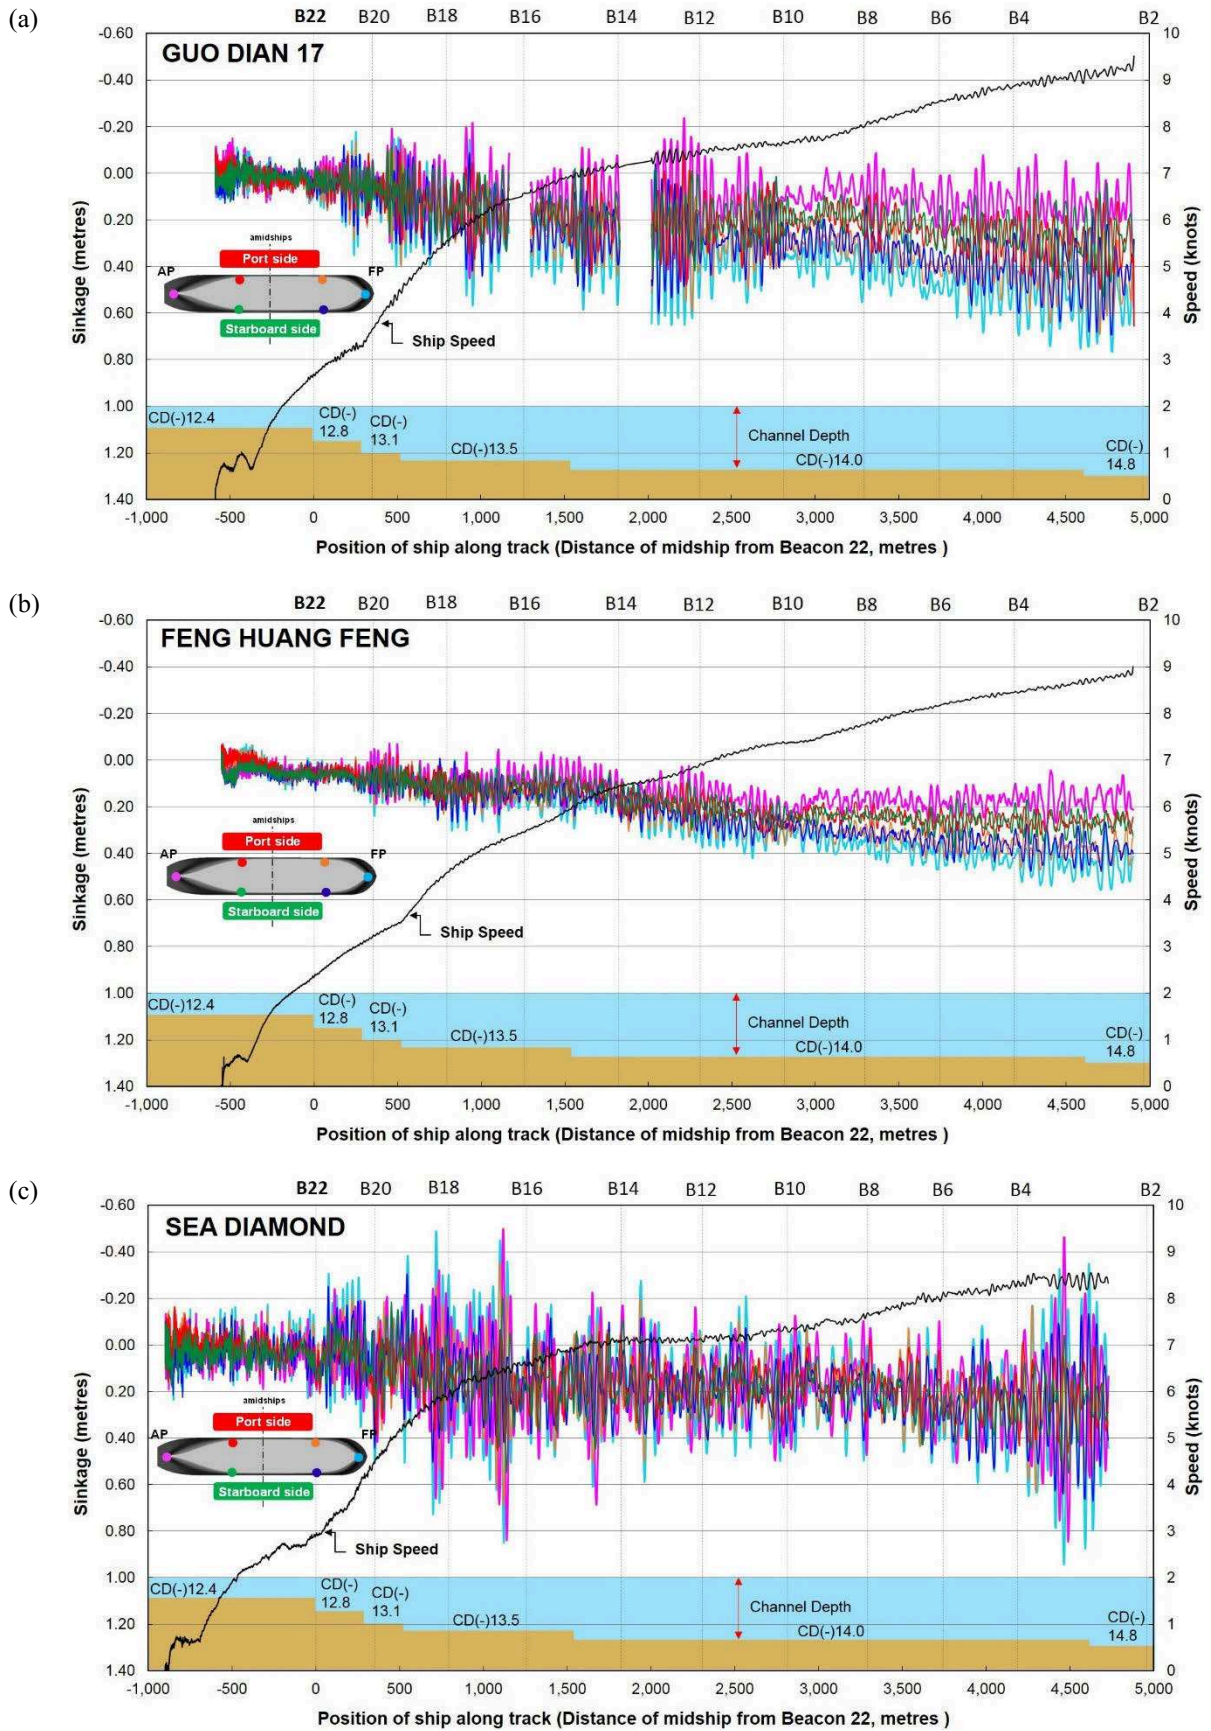 (a)
B22 B20 B18 B16 B14 B12 B10 B8 B6 B4 B2
GUO DIAN 17
-0.60
-0.40
-0.20
0.00
0.20
0.40
0.60
0.80
1.00
1.20
1.40
Sinkage (metres)
10
9
8
7
6
5
4
3
2
1
0
Speed (knots)
amidships
Port side
AP FP
Starboard side
Ship Speed
CD(-)12.4
CD(-)
12.8
CD(-)
13.1
CD(-)13.5
Channel Depth
CD(-)14.0
CD(-)
14.8
-1,000 -500 0 500 1,000 1,500 2,000 2,500 3,000 3,500 4,000 4,500 5,000
Position of ship along track (Distance of midship from Beacon 22, metres )
(b)
B22 B20 B18 B16 B14 B12 B10 B8 B6 B4 B2
FENG HUANG FENG
-0.60
-0.40
-0.20
0.00
0.20
0.40
0.60
0.80
1.00
1.20
1.40
Sinkage (metres)
10
9
8
7
6
5
4
3
2
1
0
Speed (knots)
amidships
Port side
AP FP
Starboard side
Ship Speed
CD(-)12.4
CD(-)
12.8
CD(-)
13.1
CD(-)13.5
Channel Depth
CD(-)14.0
CD(-)
14.8
-1,000 -500 0 500 1,000 1,500 2,000 2,500 3,000 3,500 4,000 4,500 5,000
Position of ship along track (Distance of midship from Beacon 22, metres )
(c)
B22 B20 B18 B16 B14 B12 B10 B8 B6 B4 B2
SEA DIAMOND
-0.60
-0.40
-0.20
0.00
0.20
0.40
0.60
0.80
1.00
1.20
1.40
Sinkage (metres)
10
9
8
7
6
5
4
3
2
1
0
Speed (knots)
amidships
Port side
AP FP
Starboard side
Ship Speed
CD(-)12.4
CD(-)
12.8
CD(-)
13.1
CD(-)13.5
Channel Depth
CD(-)14.0
CD(-)
14.8
-1,000 -500 0 500 1,000 1,500 2,000 2,500 3,000 3,500 4,000 4,500 5,000
Position of ship along track (Distance of midship from Beacon 22, metres )